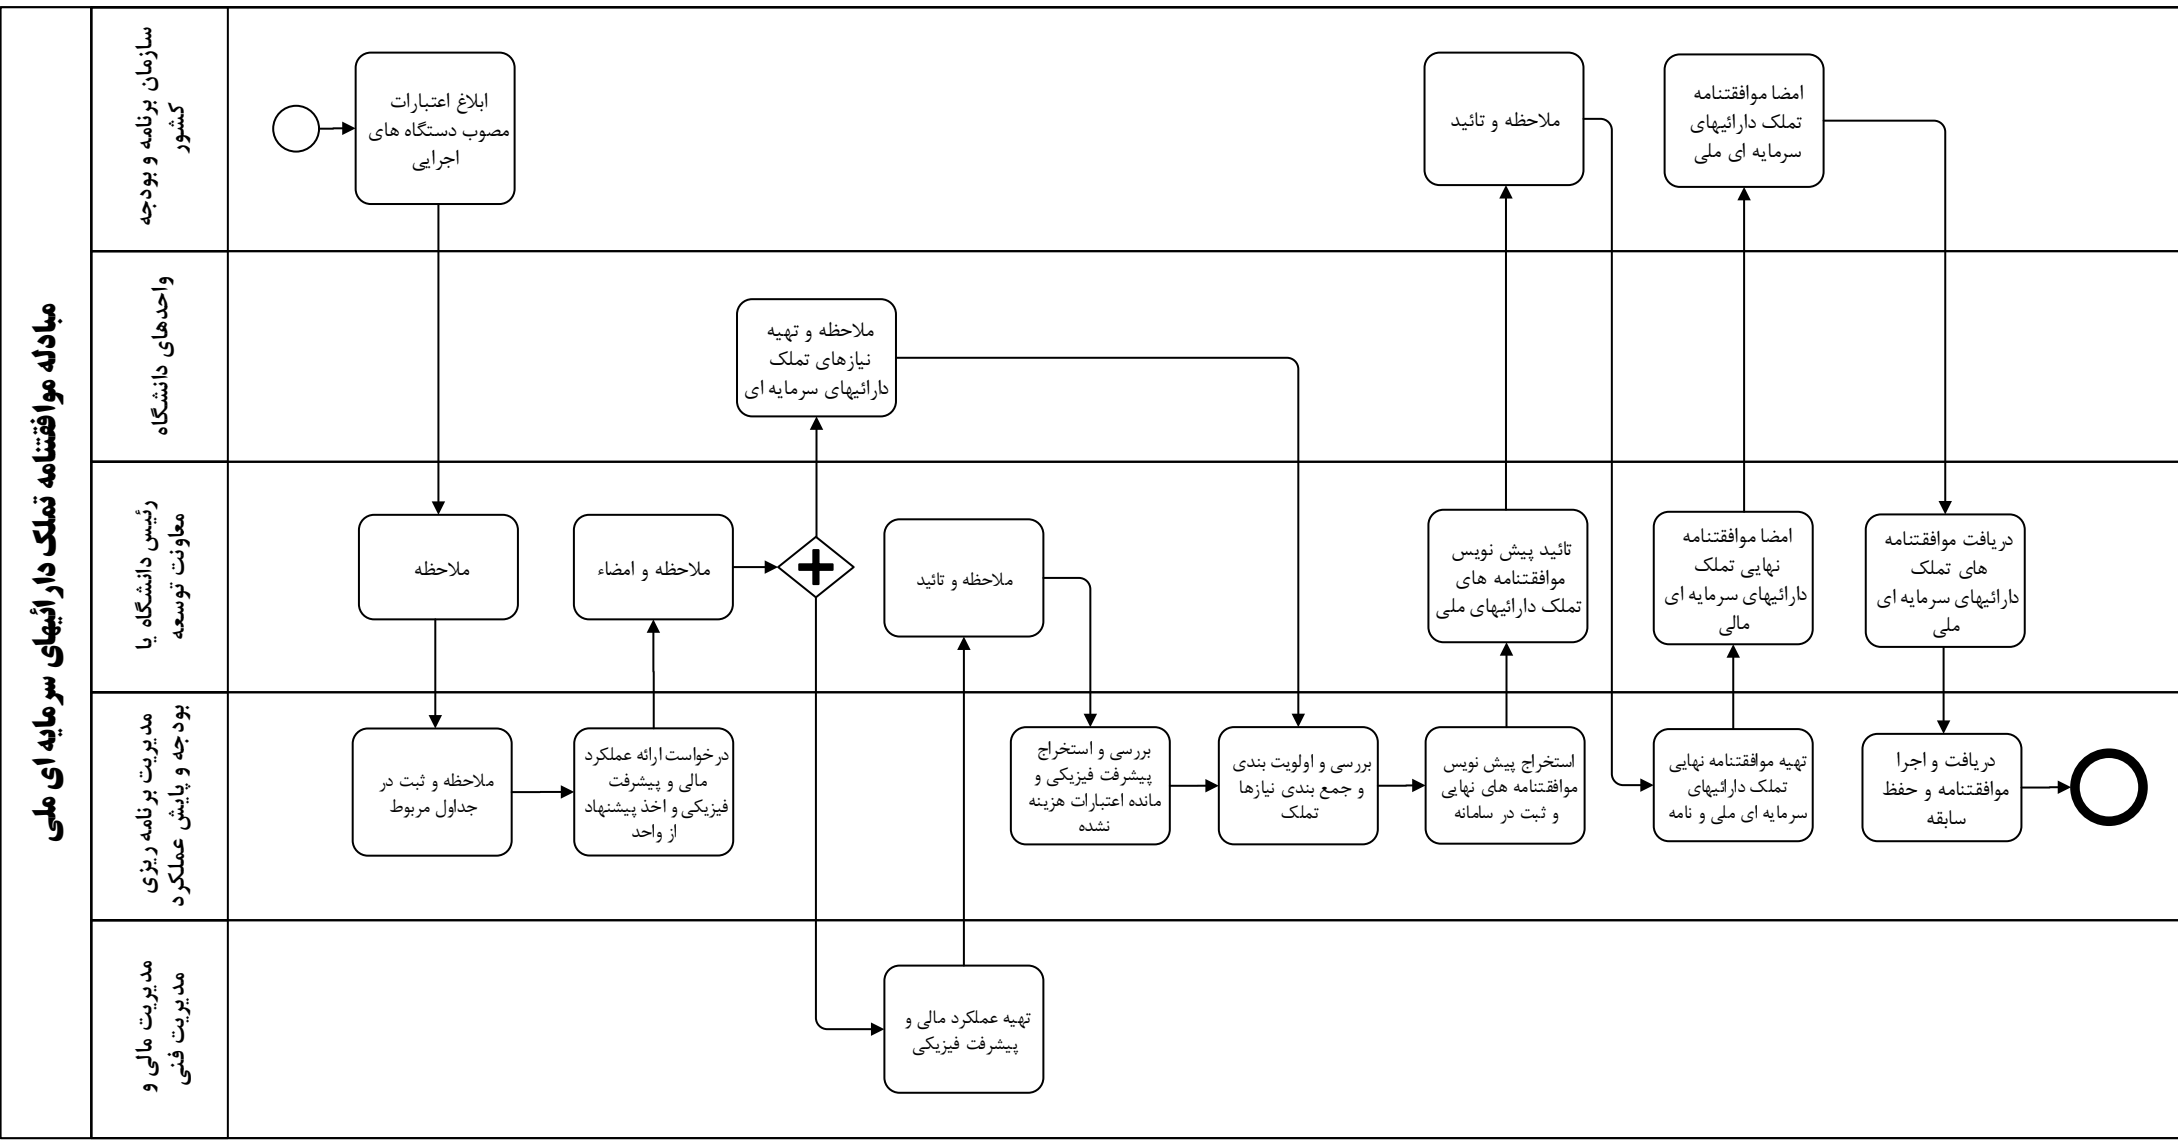 مبادله موافقتنامه تملک دارائیهای سرمایه ای ملی
سازمان برنامه و بودجه
کشور
ابلاغ اعتبارات
مصوب دستگاه های
اجرایی
ملاحظه و تائید
امضا موافقتنامه
تملک دارائیهای
سرمایه ای ملی
واحدهای دانشگاه
ملاحظه و تهیه
نیازهای تملک
دارائیهای سرمایه ای
رئیس دانشگاه یا
معاونت توسعه
ملاحظه
ملاحظه و امضاء
ملاحظه و تائید
تائید پیش نویس
موافقتنامه های
تملک دارائیهای ملی
امضا موافقتنامه
نهایی تملک
دارائیهای سرمایه ای
مالی
دریافت موافقتنامه
های تملک
دارائیهای سرمایه ای
ملی
مدیریت برنامه ریزی
بودجه و پایش عملکرد
ملاحظه و ثبت در
جداول مربوط
درخواست ارائه عملکرد
مالی و پیشرفت
فیزیکی و اخذ پیشنهاد
از واحد
بررسی و استخراج
پیشرفت فیزیکی و
مانده اعتبارات هزینه
نشده
بررسی و اولویت بندی
و جمع بندی نیازها
تملک
استخراج پیش نویس
موافقتنامه های نهایی
و ثبت در سامانه
تهیه موافقتنامه نهایی
تملک دارائیهای
سرمایه ای ملی و نامه
دریافت و اجرا
موافقتنامه و حفظ
سابقه
مدیریت مالی و
مدیریت فنی
تهیه عملکرد مالی و
پیشرفت فیزیکی